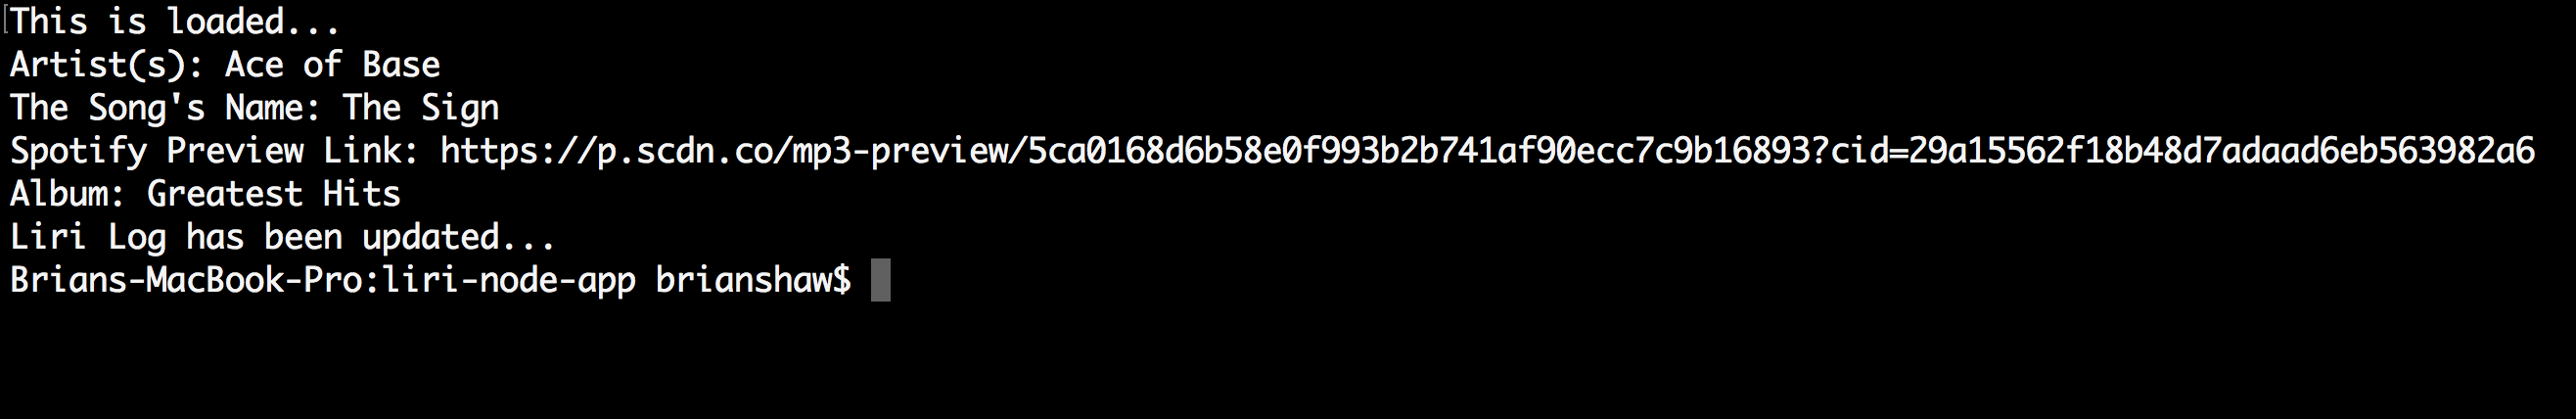 This is loaded...
Artist(s): Ace of Base
The Song's Name: The Sign
Spotify Preview Link: https://p.scdn.co/mp3-preview/5ca0168d6b58e0f993b2b741af90ecc7c9b16893?cid=29a15562f18b48d7adaad6eb563982a6
Album: Greatest Hits
Liri Log has been updated...
Brians-MacBook-Pro:liri-node-app brianshaw$